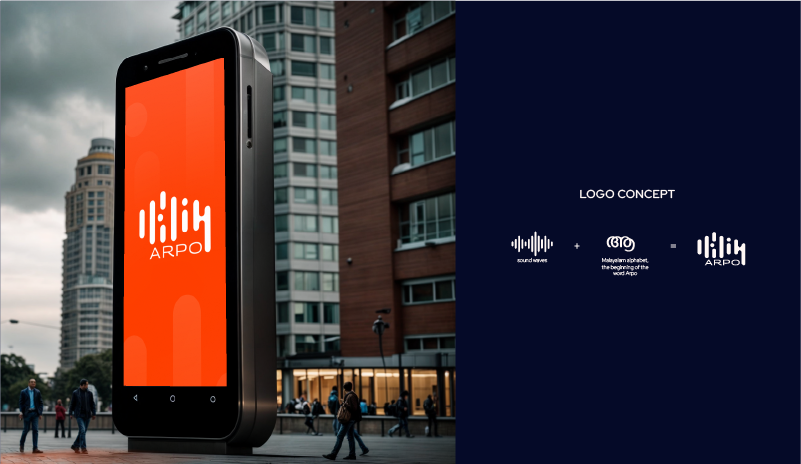 ARPO
LOGO CONCEPT
+
ആ
=
ARPO
sound waves
Malayalam alphabet,
the beginning of the
word Arpo